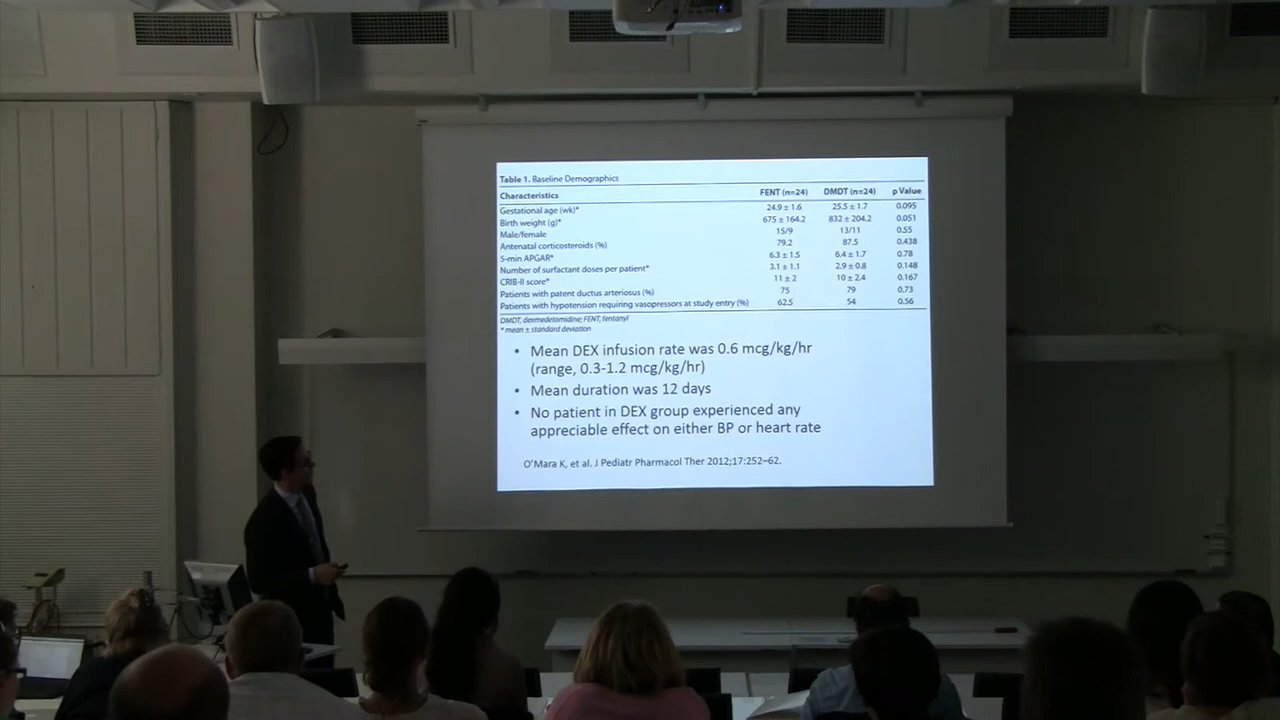 Table 1. Baseline Demographics
Characteristics FENT (n=24) DMDT (n=24) p Value
Gestational age (wk)* 24.9 ± 1.6 25.5 ± 1.7 0.095
Birth weight (g)* 675 ± 164.2 832 ± 204.2 0.051
Male/female 15/9 13/11 0.55
Antenatal corticosteroids (%) 79.2 87.5 0.438
5-min APGAR* 6.3 ± 1.5 6.4 ± 1.7 0.78
Number of surfactant doses per patient* 3.1 ± 1.1 2.9 ± 0.8 0.148
CRIB-II score* 11 ± 2 10 ± 2.4 0.167
Patients with patent ductus arteriosus (%) 75 79 0.73
Patients with hypotension requiring vasopressors at study entry (%) 62.5 54 0.56
DMDT, dexmedetomidine; FENT, fentanyl
* mean ± standard deviation
• Mean DEX infusion rate was 0.6 mcg/kg/hr
(range, 0.3-1.2 mcg/kg/hr)
• Mean duration was 12 days
• No patient in DEX group experienced any
appreciable effect on either BP or heart rate
O'Mara K, et al. J Pediatr Pharmacol Ther 2012;17:252–62.